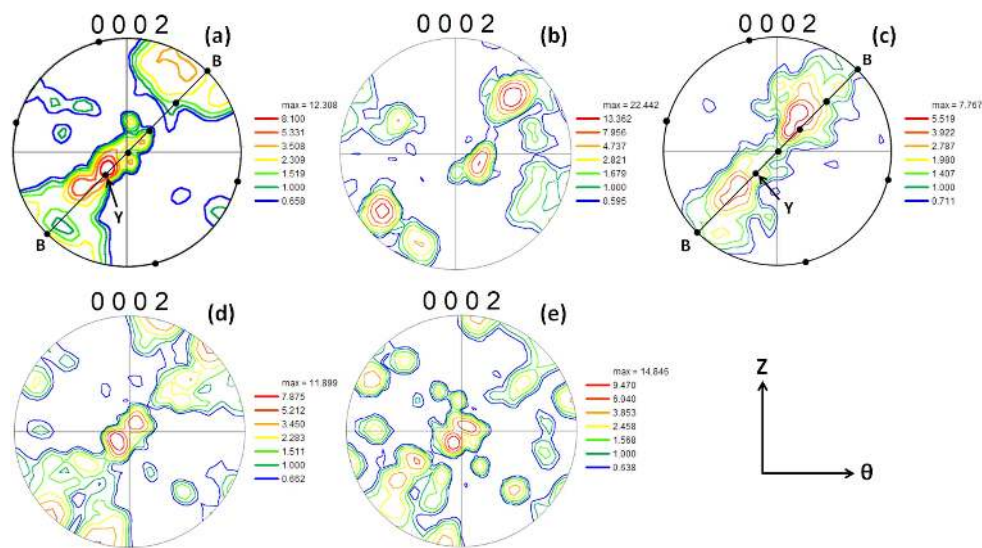 0 0 0 2
(a)
B
B
Y
max = 12.308
8.100
5.331
3.508
2.309
1.519
1.000
0.658
0 0 0 2
(b)
max = 22.442
13.362
7.956
4.737
2.821
1.679
1.000
0.595
0 0 0 2
(c)
B
B
Y
max = 7.767
5.519
3.922
2.787
1.980
1.407
1.000
0.711
0 0 0 2
(d)
max = 11.899
7.875
5.212
3.450
2.283
1.511
1.000
0.662
0 0 0 2
(e)
max = 14.846
9.470
6.040
3.853
2.458
1.568
1.000
0.638
Z
θ